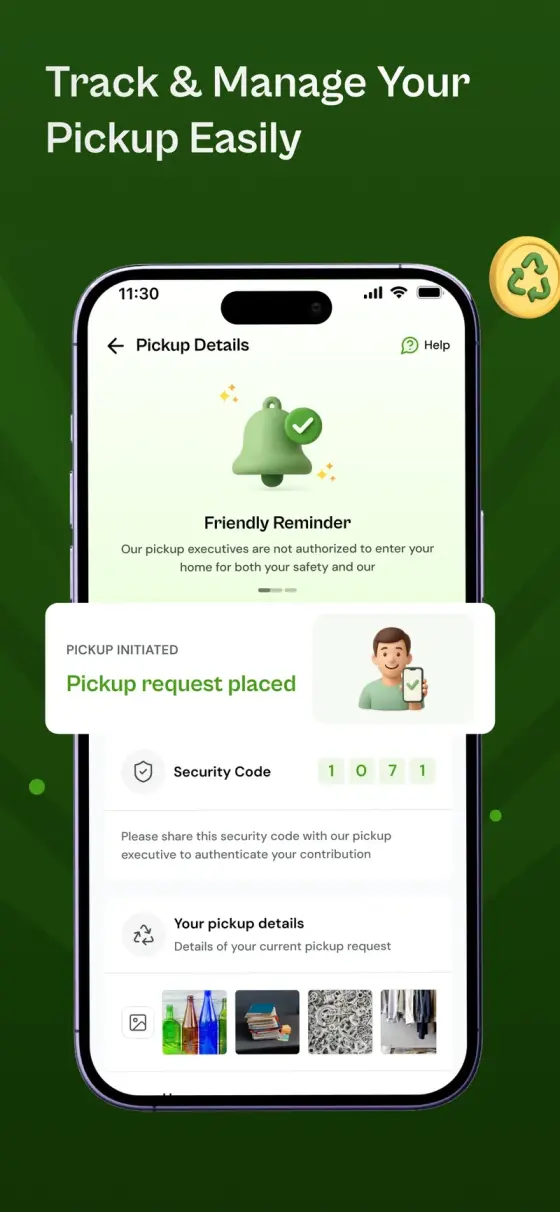 Track & Manage Your
Pickup Easily
11:30
Pickup Details
Help
Friendly Reminder
Our pickup executives are not authorized to enter your
home for both your safety and our
PICKUP INITIATED
Pickup request placed
Security Code
1 0 7 1
Please share this security code with our pickup
executive to authenticate your contribution
Your pickup details
Details of your current pickup request